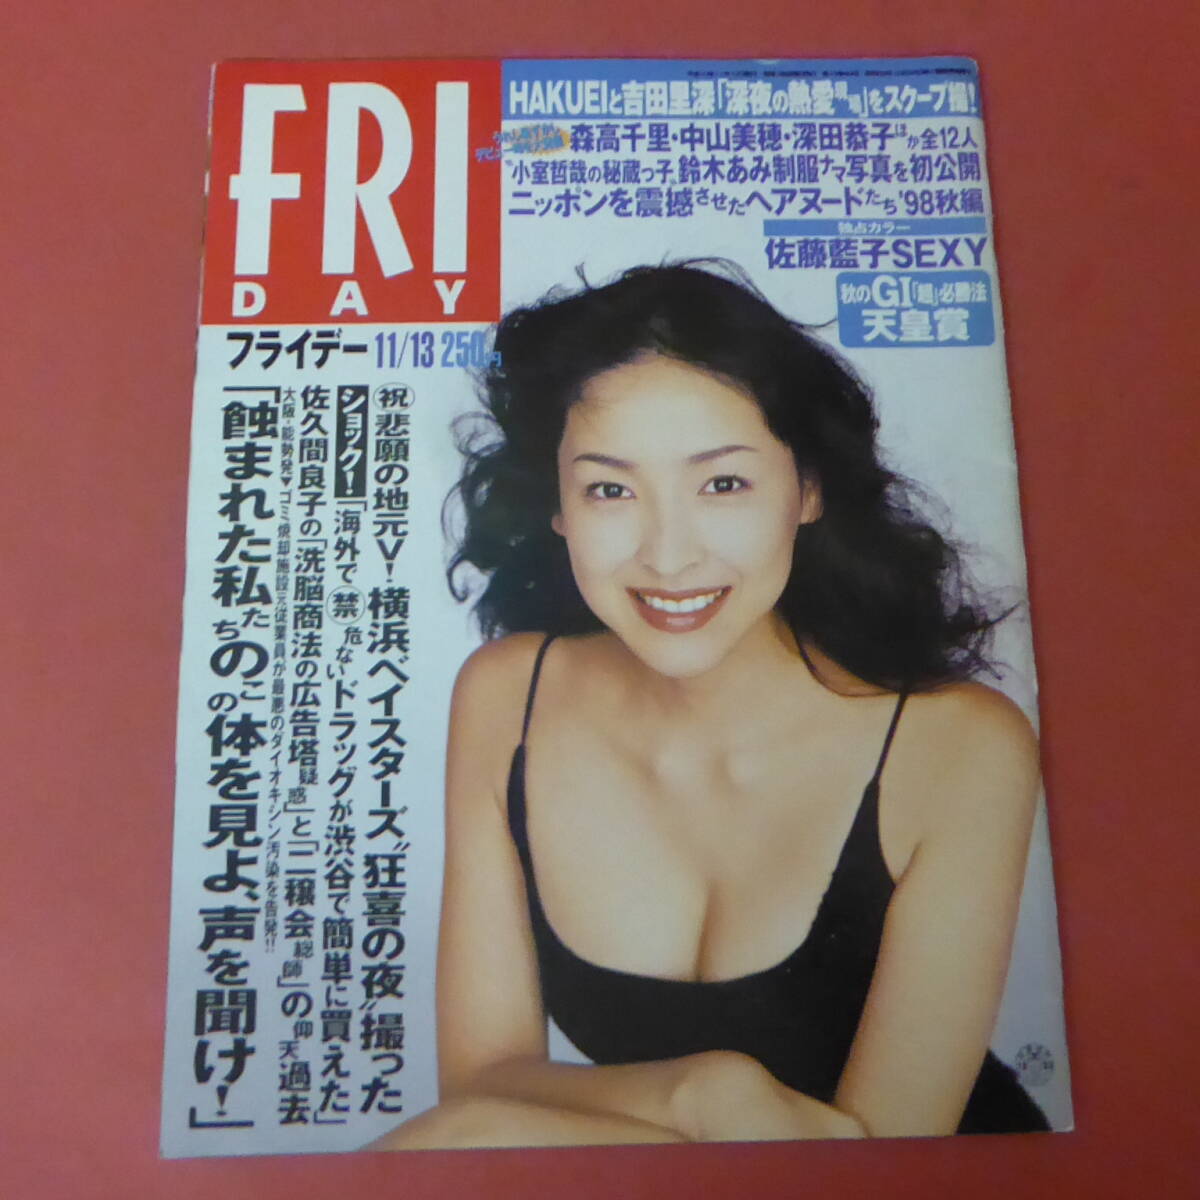 FRI
DAY
フライデー 11/13 250円
HAKUEIと吉田里深「深夜の熱愛現場」をスクープ撮!
森高千里・中山美穂・深田恭子ほか全12人
"小室哲哉の秘蔵っ子"鈴木あみ制服ナマ写真を初公開
ニッポンを震撼させたヘアヌードたち'98秋編
独占カラー
佐藤藍子SEXY
秋のGI「超」必勝法
天皇賞
㊗悲願の地元V!横浜ベイスターズ"狂喜の夜"撮った
ショック!「海外で㊩危ないドラッグが渋谷で簡単に買えた」
佐久間良子の「洗脳商法の広告塔疑惑」と「二穣会総師」の仰天過去
大阪・能勢発▼ゴミ焼却施設元従業員が最悪のダイオキシン汚染を告発!!
「蝕まれた私たちのこの体を見よ、声を聞け!」